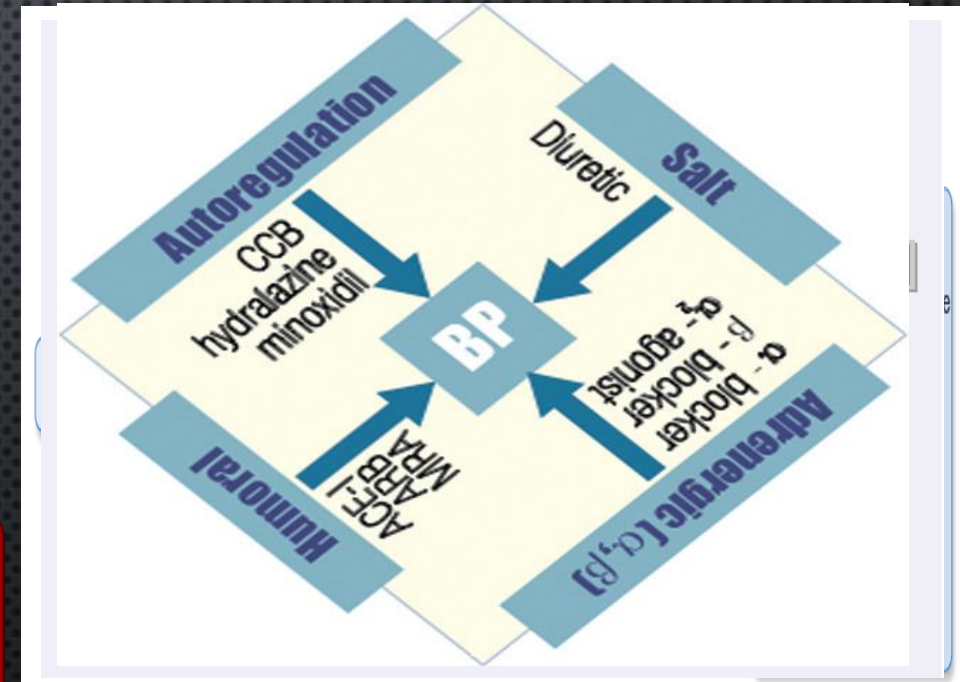 Autoregulation
CCB
hydralazine
minoxidil
Salt
Diuretic
BP
Humoral
ACE-I
ARB
MRA
Adrenergic (α,β)
α - blocker
β - blocker
α₂ - agonist
e